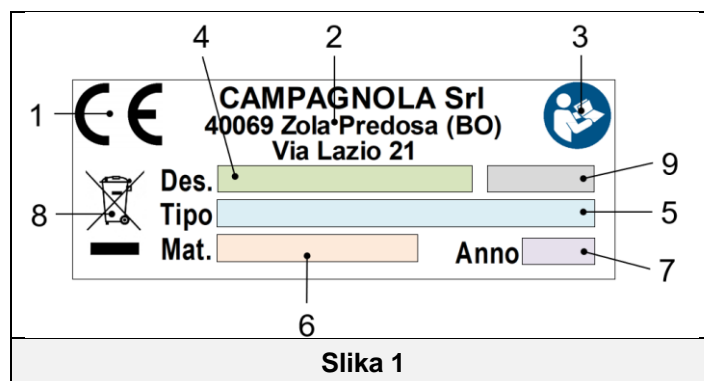 4 2 3
1 CE CAMPAGNOLA Srl
40069 Zola Predosa (BO)
Via Lazio 21
Des. 9
8 Tipo 5
Mat. Anno 7
6
Slika 1